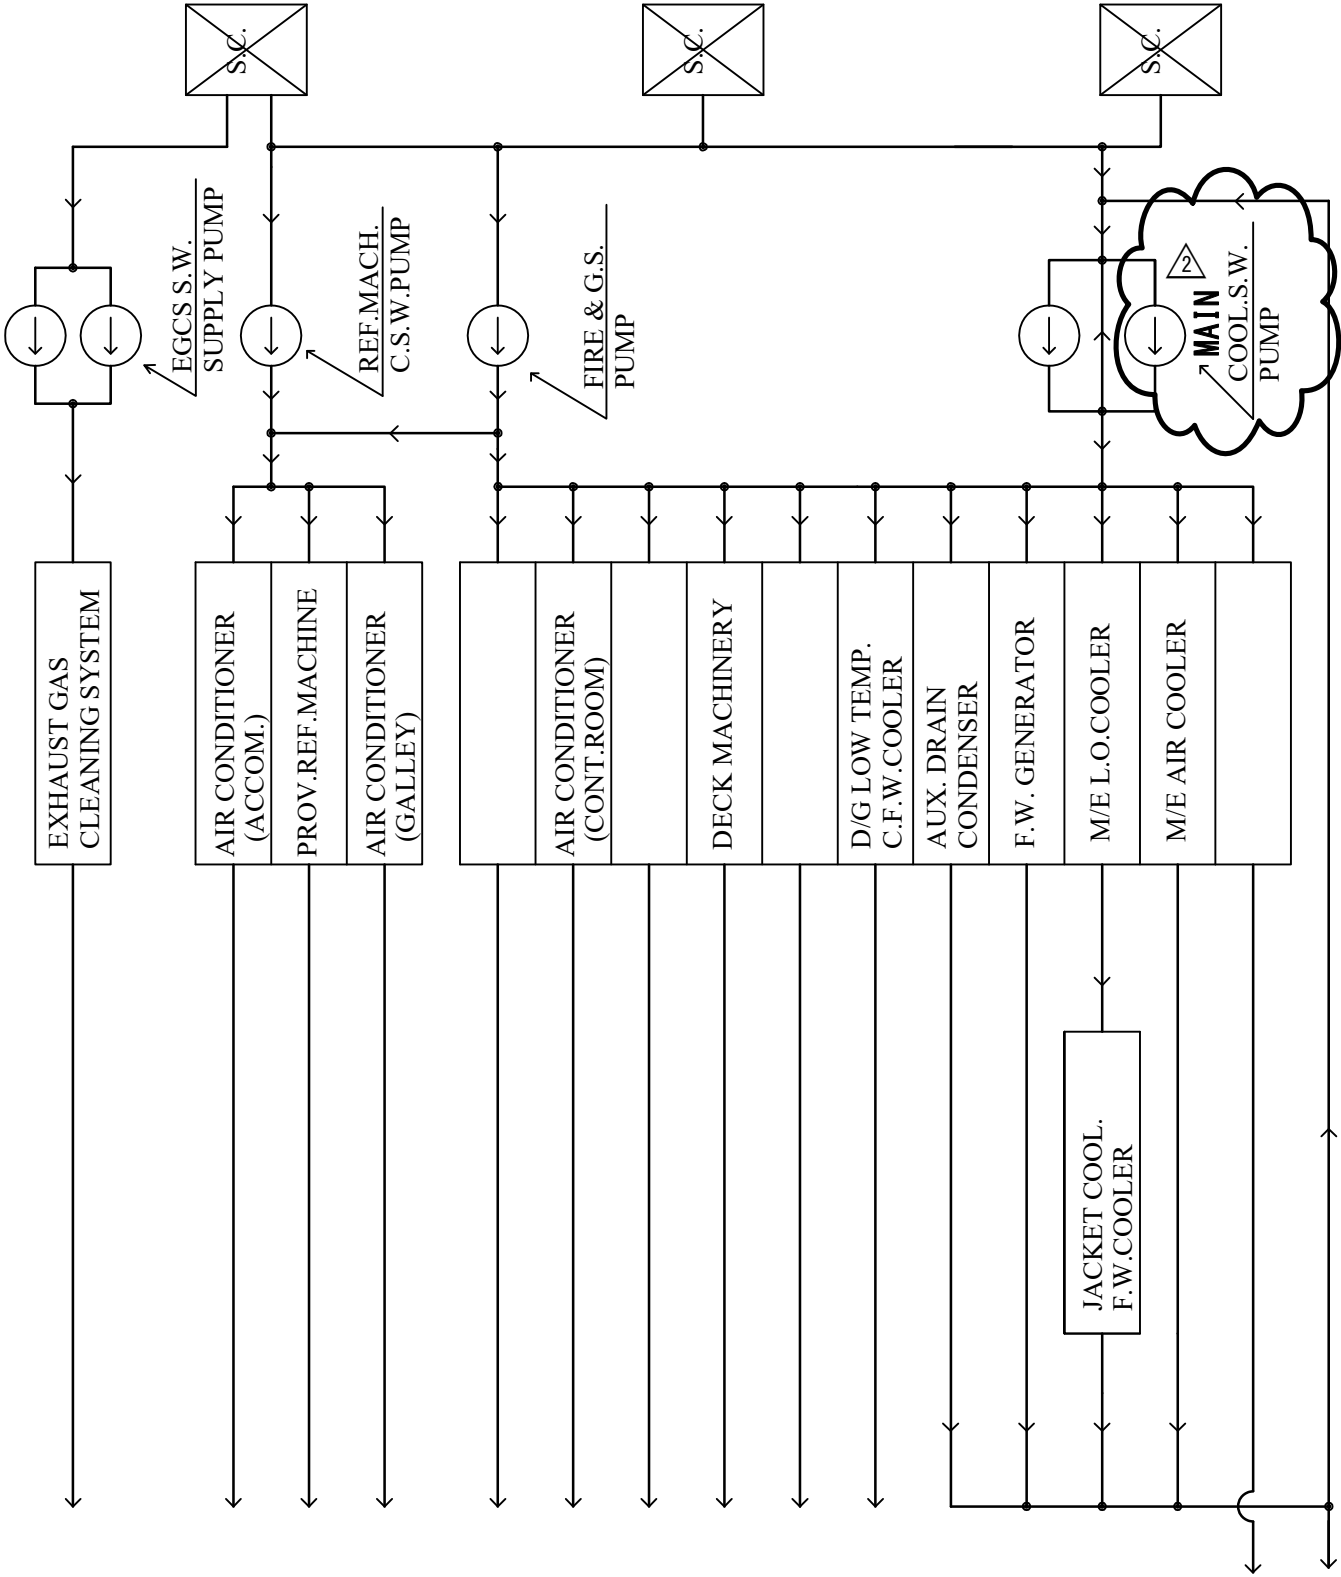 S.C.
S.C.
S.C.
EGCS S.W.
SUPPLY PUMP
REF.MACH.
C.S.W.PUMP
FIRE & G.S.
PUMP
2
MAIN
COOL.S.W.
PUMP
EXHAUST GAS
CLEANING SYSTEM
AIR CONDITIONER
(ACCOM.)
PROV.REF.MACHINE
AIR CONDITIONER
(GALLEY)
AIR CONDITIONER
(CONT.ROOM)
DECK MACHINERY
D/G LOW TEMP.
C.F.W.COOLER
AUX. DRAIN
CONDENSER
F.W. GENERATOR
M/E L.O.COOLER
M/E AIR COOLER
JACKET COOL.
F.W.COOLER